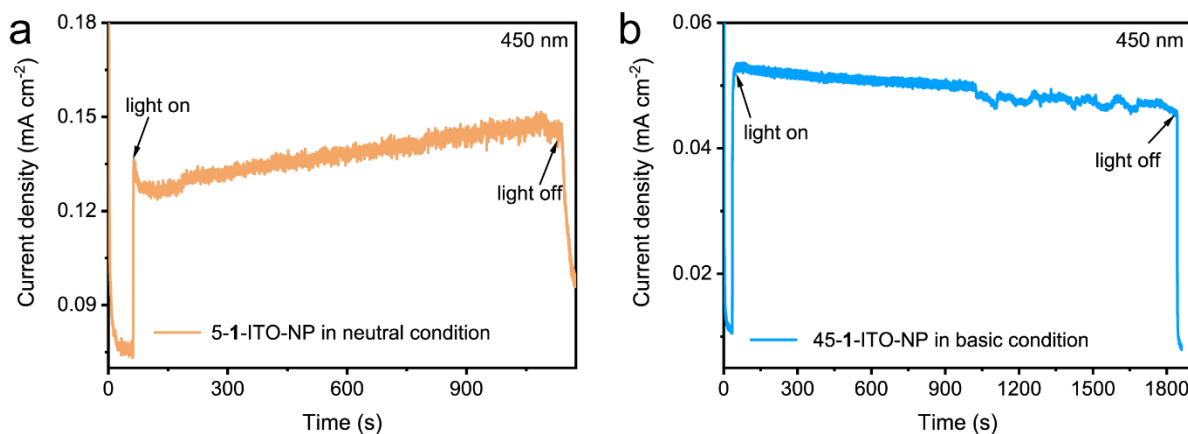 a
450 nm
light on
light off
5-1-ITO-NP in neutral condition
0.18
0.15
0.12
0.09
Current density (mA cm⁻²)
0
300
600
900
Time (s)
b
450 nm
light on
light off
45-1-ITO-NP in basic condition
0.06
0.04
0.02
Current density (mA cm⁻²)
0
300
600
900
1200
1500
1800
Time (s)